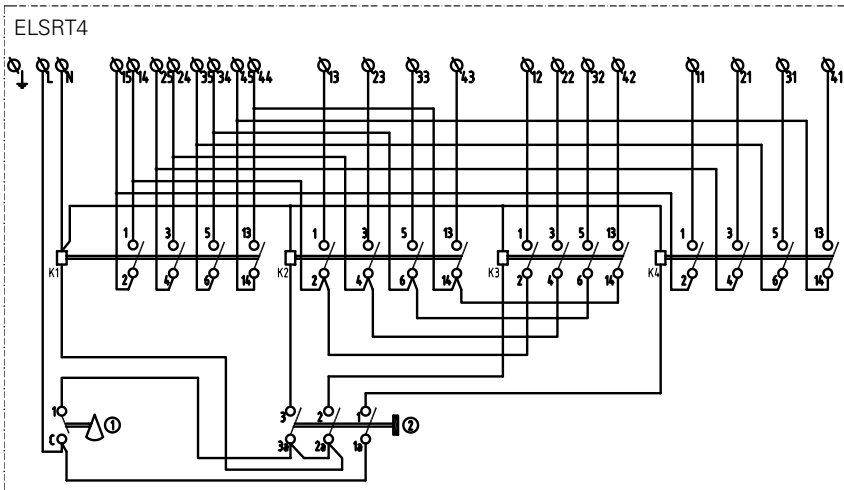 ELSRT4
L N 15 14 25 24 35 34 45 44 13 23 33 43 12 22 32 42 11 21 31 41
1 3 5 13 1 3 5 13 1 3 5 13 1 3 5 13
K1 K2 K3 K4
2 4 6 14 2 4 6 14 2 4 6 14 2 4 6 14
1 3 2 1
① ②
C 3a 2a 1a